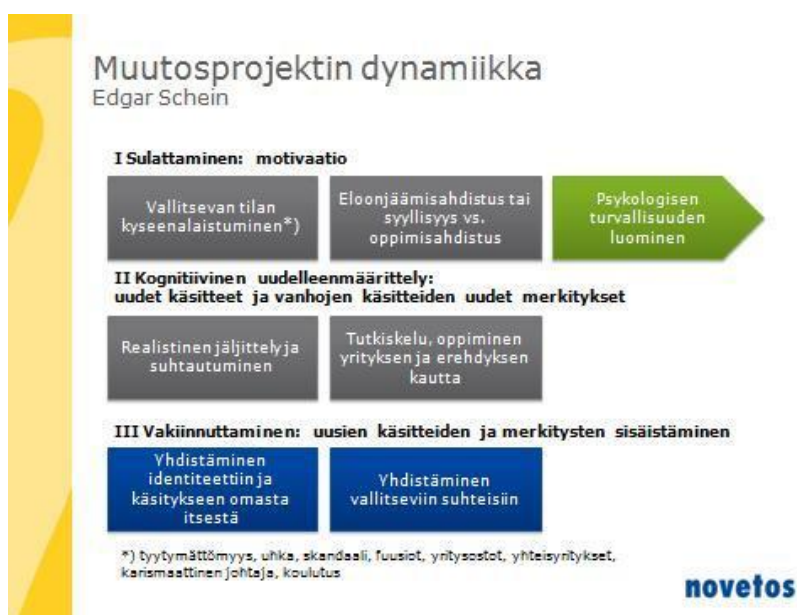 Muutosprojektin dynamiikka
Edgar Schein
I Sulattaminen: motivaatio
Vallitsevan tilan
kyseenalaistuminen*)
Eloonjäämisahdistus tai
syyllisyys vs.
oppimisahdistus
Psykologisen
turvallisuuden
luominen
II Kognitiivinen uudelleenmäärittely:
uudet käsitteet ja vanhojen käsitteiden uudet merkitykset
Realistinen jäljittely ja
suhtautuminen
Tutkiskelu, oppiminen
yrityksen ja erehdyksen
kautta
III Vakiinnuttaminen: uusien käsitteiden ja merkitysten sisäistäminen
Yhdistäminen
identiteettiin ja
käsitykseen omasta
itsestä
Yhdistäminen
vallitseviin suhteisiin
*) tyytymättömyys, uhka, skandaali, fuusiot, yritysostot, yhteisyritykset,
karismaattinen johtaja, koulutus
novetos